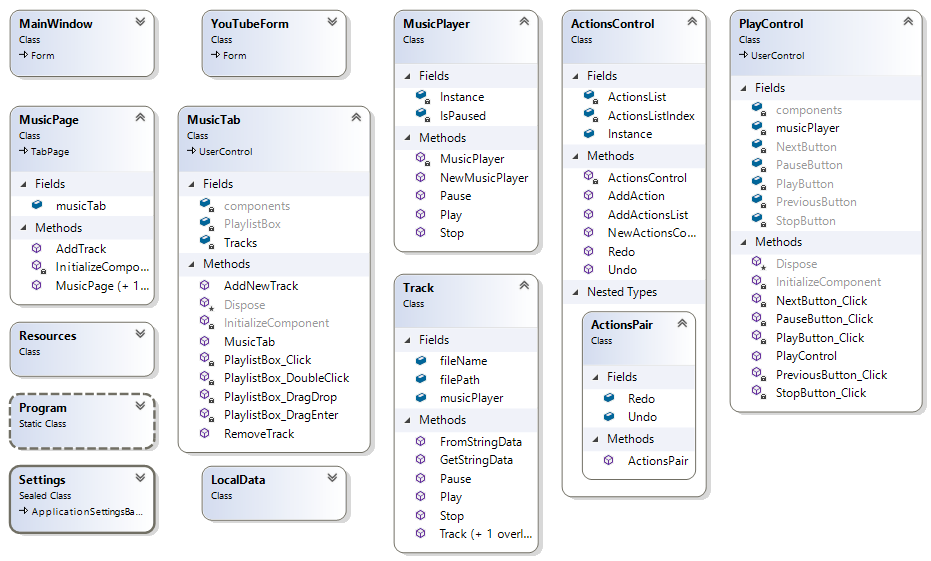 MainWindow
Class
Form
YouTubeForm
Class
Form
MusicPage
Class
TabPage
Fields
musicTab
Methods
AddTrack
InitializeCompo...
MusicPage (+ 1...
Resources
Class
Program
Static Class
Settings
Sealed Class
ApplicationSettingsBa...
MusicTab
Class
UserControl
Fields
components
PlaylistBox
Tracks
Methods
AddNewTrack
Dispose
InitializeComponent
MusicTab
PlaylistBox_Click
PlaylistBox_DoubleClick
PlaylistBox_DragDrop
PlaylistBox_DragEnter
RemoveTrack
LocalData
Class
MusicPlayer
Class
Fields
Instance
IsPaused
Methods
MusicPlayer
NewMusicPlayer
Pause
Play
Stop
Track
Class
Fields
fileName
filePath
musicPlayer
Methods
FromStringData
GetStringData
Pause
Play
Stop
Track (+ 1 overl...
ActionsControl
Class
Fields
ActionsList
ActionsListIndex
Instance
Methods
ActionsControl
AddAction
AddActionsList
NewActionsCo...
Redo
Undo
Nested Types
ActionsPair
Class
Fields
Redo
Undo
Methods
ActionsPair
PlayControl
Class
UserControl
Fields
components
musicPlayer
NextButton
PauseButton
PlayButton
PreviousButton
StopButton
Methods
Dispose
InitializeComponent
NextButton_Click
PauseButton_Click
PlayButton_Click
PlayControl
PreviousButton_Click
StopButton_Click